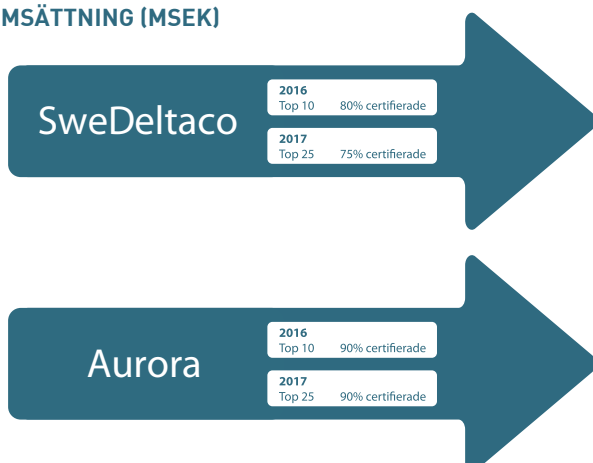 MSÄTTNING (MSEK)
SweDeltaco
2016
Top 10 80% certifierade
2017
Top 25 75% certifierade
Aurora
2016
Top 10 90% certifierade
2017
Top 25 90% certifierade